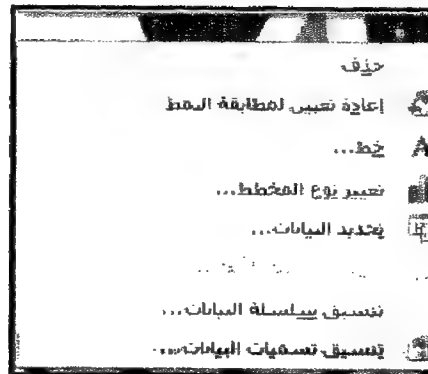 حذف
إعادة تعيين لمطابقة النمط
خط...
تغيير نوع المخطط...
تحديد البيانات...
تنسيق سلسلة البيانات...
تنسيق تسميات البيانات...